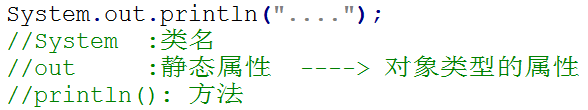 System.out.println("....");
//System  :类名
//out     :静态属性  ----> 对象类型的属性
//println(): 方法